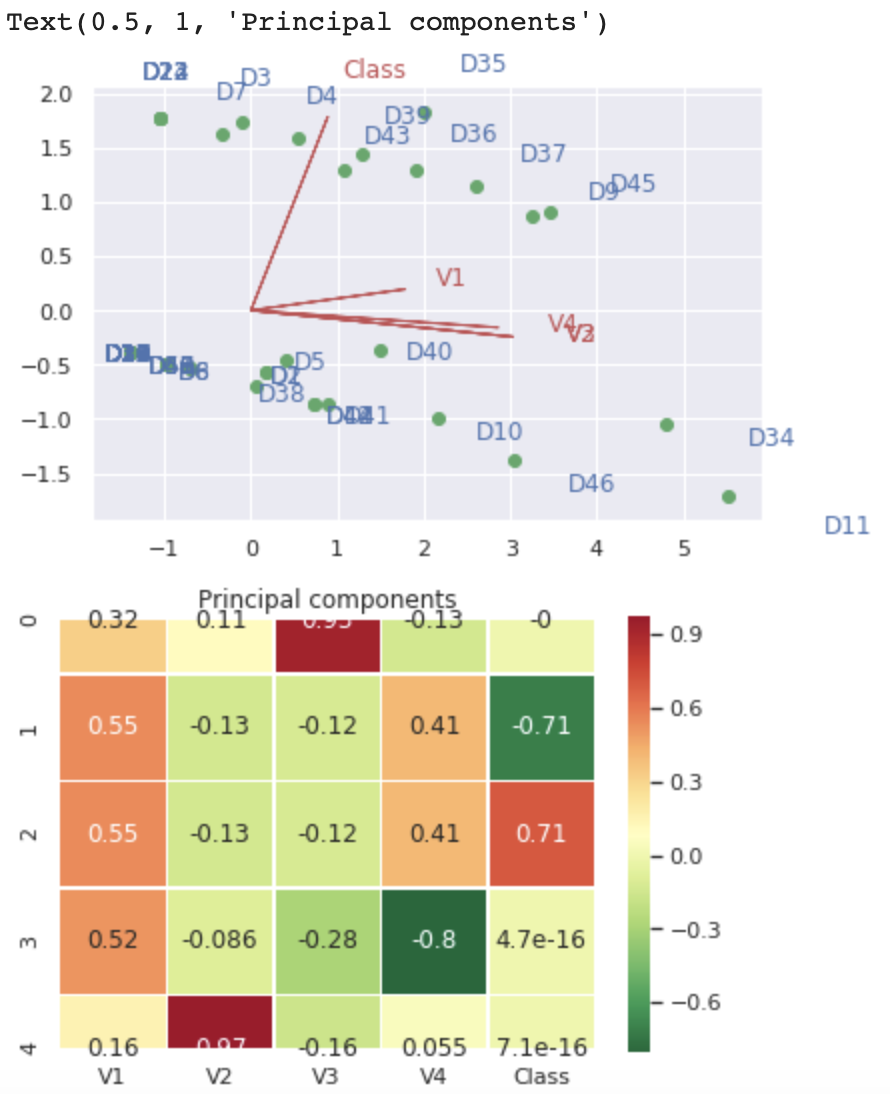 Text(0.5, 1, 'Principal components')
D35
Class
D3
D7
D4
2.0
D39
D43 D36
1.5
D37
D9 D45
1.0
0.5
V1
0.0
V4
D40
D5
−0.5
D38
D41
−1.0
D10
D34
−1.5
D46
D11
−1 0 1 2 3 4 5
Principal components
0 0.32 0.11 -0.13 -0
1 0.55 -0.13 -0.12 0.41 -0.71
2 0.55 -0.13 -0.12 0.41 0.71
3 0.52 -0.086 -0.28 -0.8 4.7e-16
4 0.16 0.97 -0.16 0.055 7.1e-16
V1 V2 V3 V4 Class
0.9
0.6
0.3
0.0
−0.3
−0.6